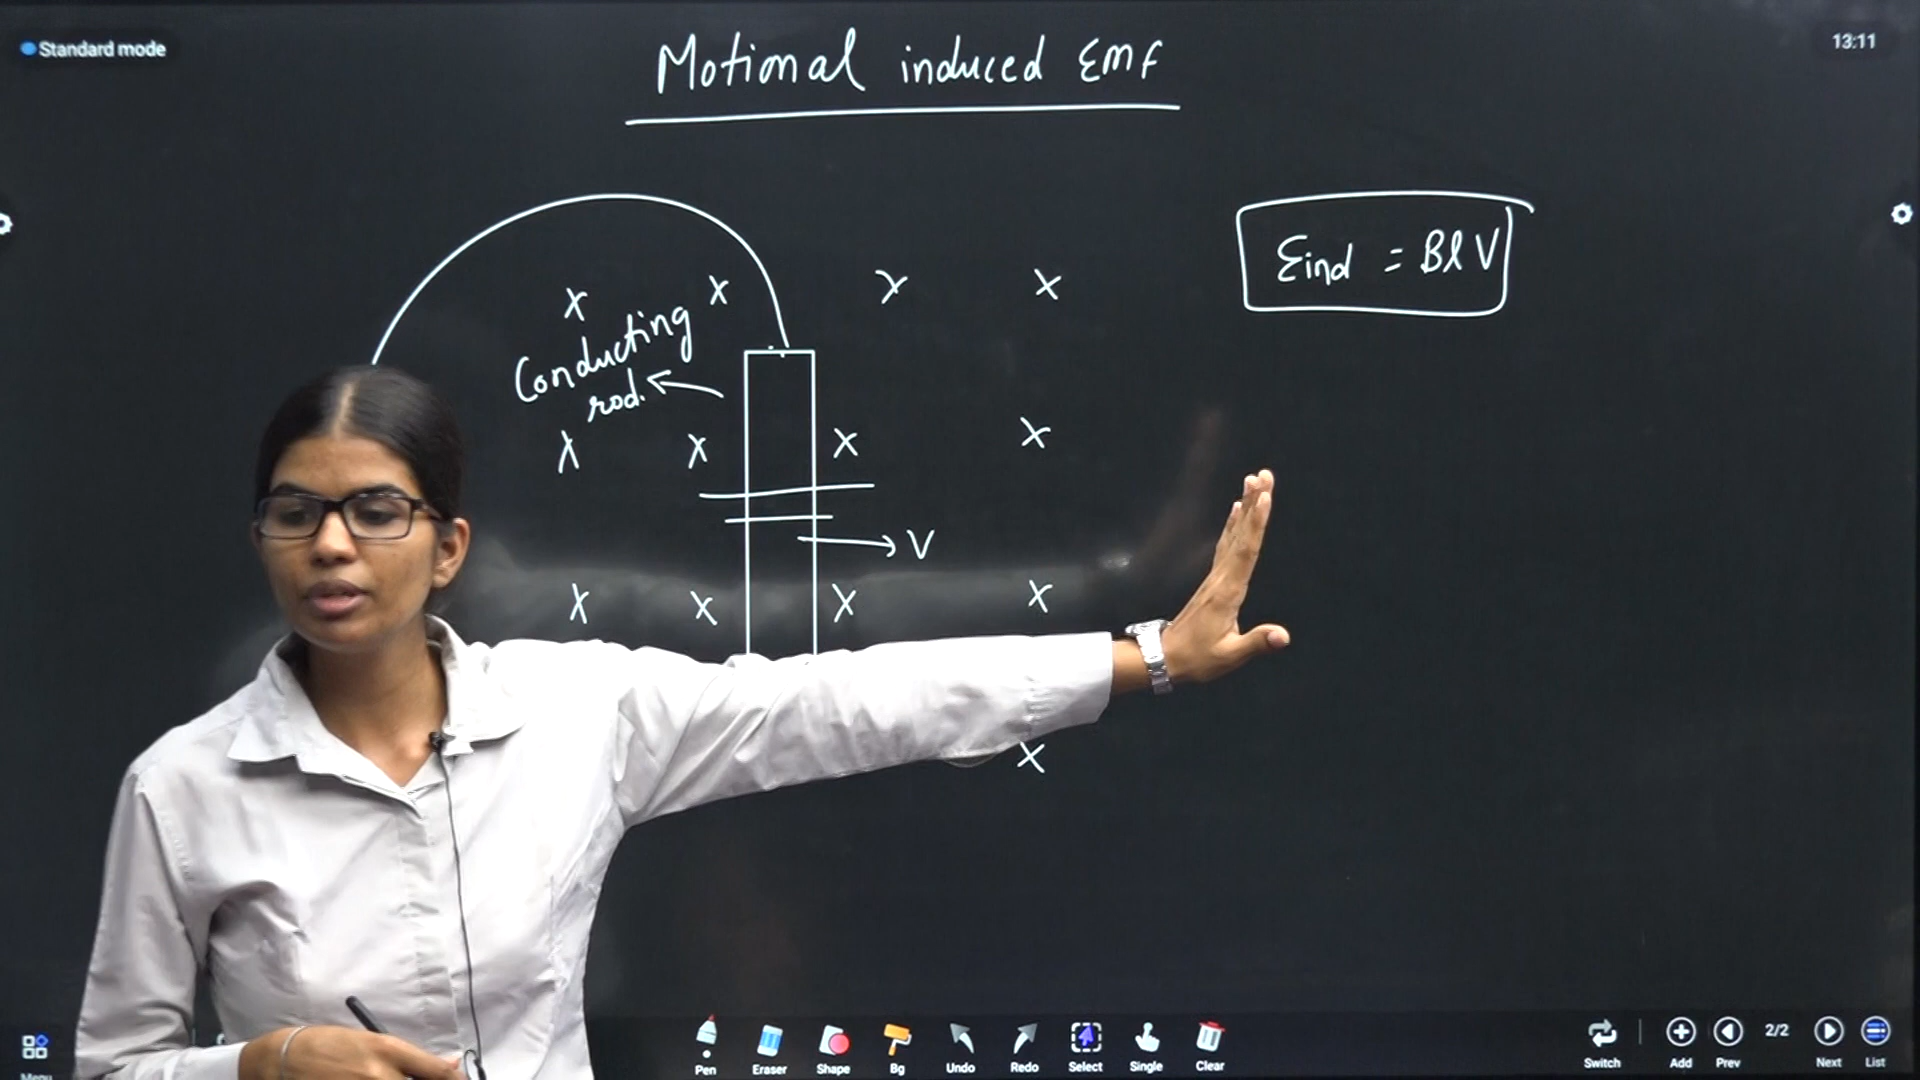 Standard mode
Motional induced EMF
13:11
Eind = BlV
x x x x
Conducting
rod.
x x x x
V
x x x x
x
Menu
Pen
Eraser
Shape
Bg
Undo
Redo
Select
Single
Clear
Switch
Add
Prev
2/2
Next
List